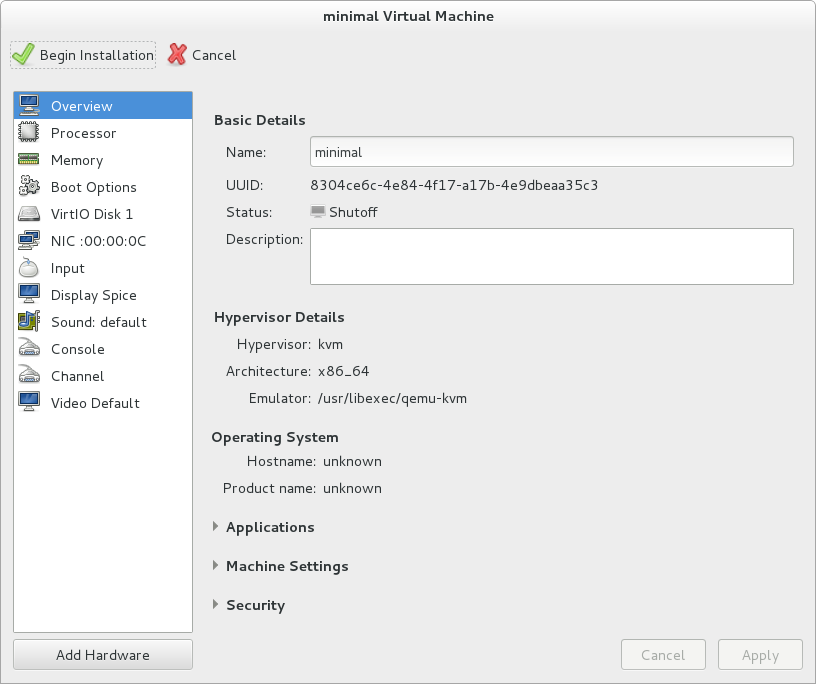 minimal Virtual Machine
Begin Installation Cancel
Overview
Processor
Memory
Boot Options
VirtIO Disk 1
NIC :00:00:0C
Input
Display Spice
Sound: default
Console
Channel
Video Default
Add Hardware
Basic Details
Name: minimal
UUID: 8304ce6c-4e84-4f17-a17b-4e9dbeaa35c3
Status: Shutoff
Description:
Hypervisor Details
Hypervisor: kvm
Architecture: x86_64
Emulator: /usr/libexec/qemu-kvm
Operating System
Hostname: unknown
Product name: unknown
Applications
Machine Settings
Security
Cancel Apply